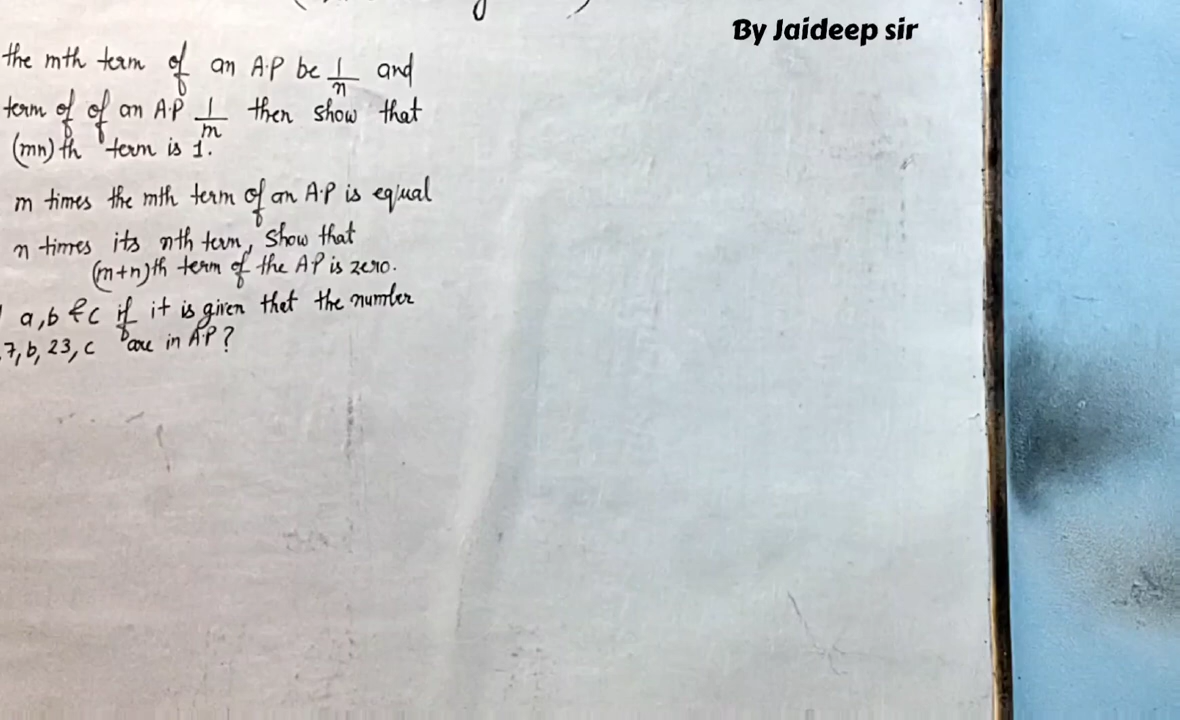 By Jaideep sir
the mth term of an A.P be 1/n and
term of of an A.P 1/m then show that
(mn)th term is 1.
m times the mth term of an A.P is equal
n times its nth term, show that
(m+n)th term of the AP is zero.
a,b & c if it is given that the number
7, b, 23, c are in A.P?